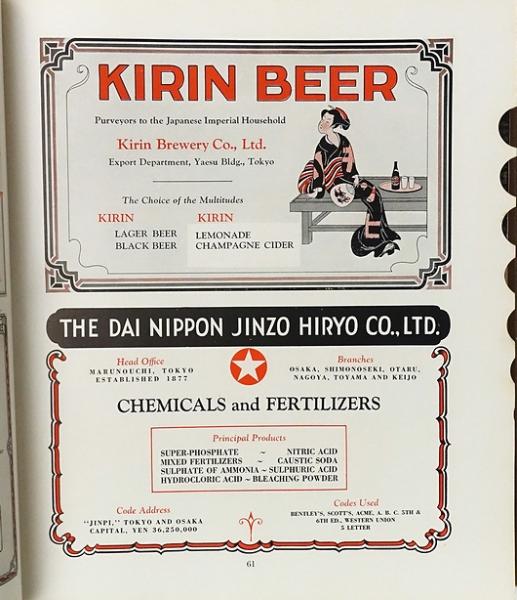 KIRIN BEER
Purveyors to the Japanese Imperial Household
Kirin Brewery Co., Ltd.
Export Department, Yaesu Bldg., Tokyo
The Choice of the Multitudes
KIRIN
LAGER BEER
BLACK BEER
KIRIN
LEMONADE
CHAMPAGNE CIDER
THE DAI NIPPON JINZO HIRYO CO., LTD.
Head Office
MARUNOUCHI, TOKYO
ESTABLISHED 1877
Branches
OSAKA, SHIMONOSEKI, OTARU,
NAGOYA, TOYAMA AND KEIJO
CHEMICALS and FERTILIZERS
Principal Products
SUPER-PHOSPHATE ~ NITRIC ACID
MIXED FERTILIZERS ~ CAUSTIC SODA
SULPHATE OF AMMONIA ~ SULPHURIC ACID
HYDROCLORIC ACID ~ BLEACHING POWDER
Code Address
"JINPI," TOKYO AND OSAKA
CAPITAL, YEN 36,250,000
Codes Used
BENTLEY'S, SCOTT'S, ACME, A. B. C. 5TH &
6TH ED., WESTERN UNION
5 LETTER
61